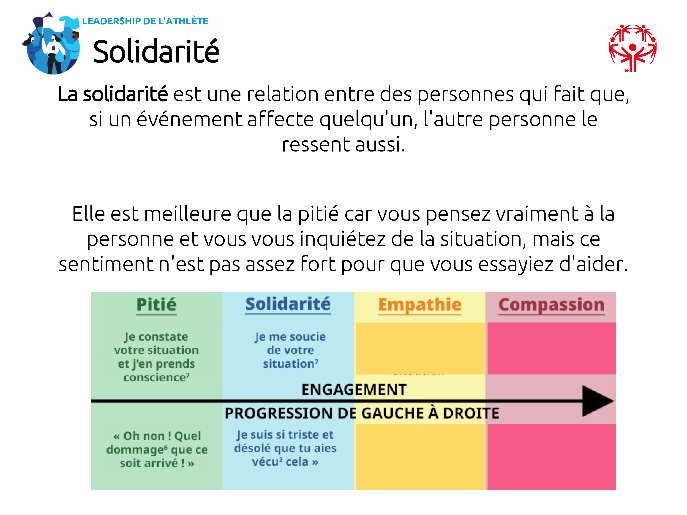 LEADERSHIP DE L'ATHLÈTE
Solidarité
La solidarité est une relation entre des personnes qui fait que,
si un événement affecte quelqu'un, l'autre personne le
ressent aussi.
Elle est meilleure que la pitié car vous pensez vraiment à la
personne et vous vous inquiétez de la situation, mais ce
sentiment n'est pas assez fort pour que vous essayiez d'aider.
Pitié
Solidarité
Empathie
Compassion
Je constate
votre situation
et j'en prends
conscience⁷
Je me soucie
de votre
situation⁷
ENGAGEMENT
PROGRESSION DE GAUCHE À DROITE
« Oh non ! Quel
dommage⁶ que ce
soit arrivé ! »
Je suis si triste et
désolé que tu aies
vécu² cela »